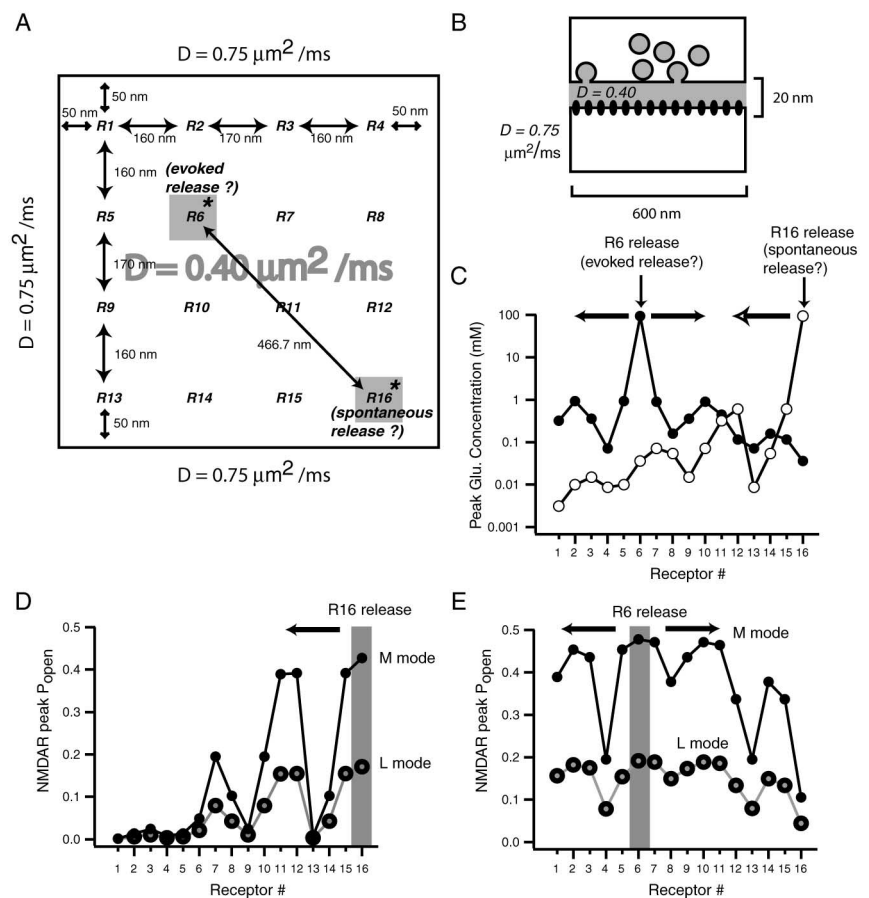 A
D = 0.75 µm2 /ms
50 nm
50 nm
50 nm
R1
R2
R3
R4
160 nm
170 nm
160 nm
160 nm
(evoked
release ?)
*
R5
R6
R7
R8
D = 0.75 µm2 /ms
D = 0.75 µm2 /ms
170 nm
D = 0.40 µm2 /ms
R9
R10
R11
R12
160 nm
466.7 nm
*
R13
R14
R15
R16
50 nm
(spontaneous
release ?)
D = 0.75 µm2 /ms
B
D = 0.40
20 nm
D = 0.75
µm2/ms
600 nm
C
R6 release
(evoked release?)
R16 release
(spontaneous
release?)
Peak Glu. Concentration (mM)
100
10
1
0.1
0.01
0.001
1 2 3 4 5 6 7 8 9 10 11 12 13 14 15 16
Receptor #
D
R16 release
NMDAR peak Popen
0.5
0.4
0.3
0.2
0.1
0.0
M mode
L mode
1 2 3 4 5 6 7 8 9 10 11 12 13 14 15 16
Receptor #
E
R6 release
NMDAR peak Popen
0.5
0.4
0.3
0.2
0.1
0.0
M mode
L mode
1 2 3 4 5 6 7 8 9 10 11 12 13 14 15 16
Receptor #